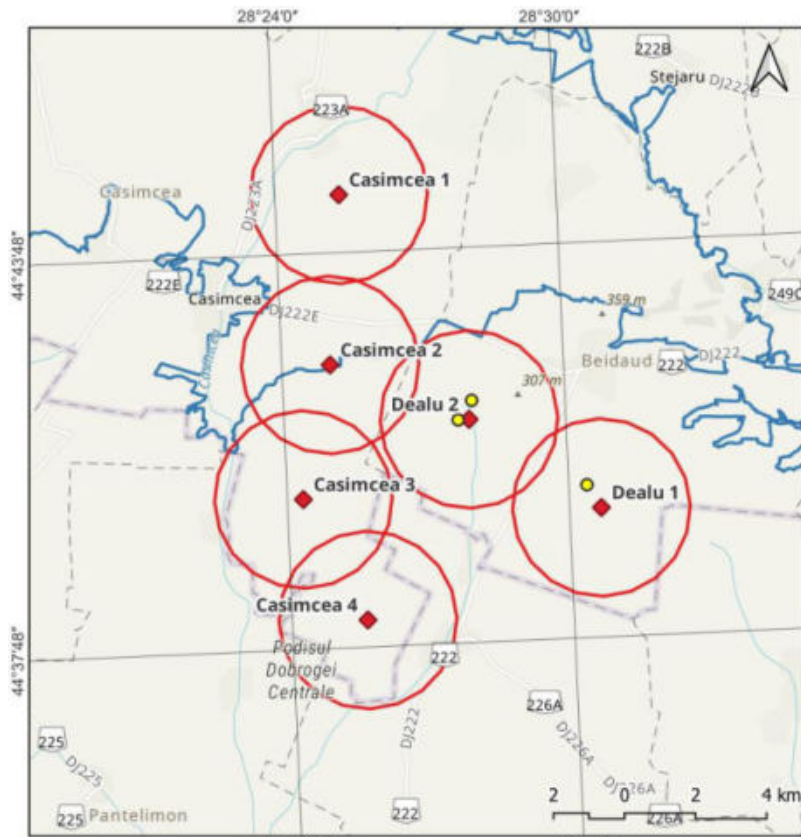 28°24'0" 28°30'0"
222B
Stejaru
DJ222B
223A
Casimcea 1
Casimcea
DJ223A
44°43'48"
222E
249C
Casimcea
DJ222E
359 m
Casimcea
Casimcea 2
Beidaud
222
DJ222
307 m
Dealu 2
Casimcea 3
Dealu 1
Casimcea 4
44°37'48"
Podisul
Dobrogei
Centrale
222
226A
225
DJ222
DJ226A
DJ225
DJ226A
2 0 2 4 km
225
Pantelimon
222
226A